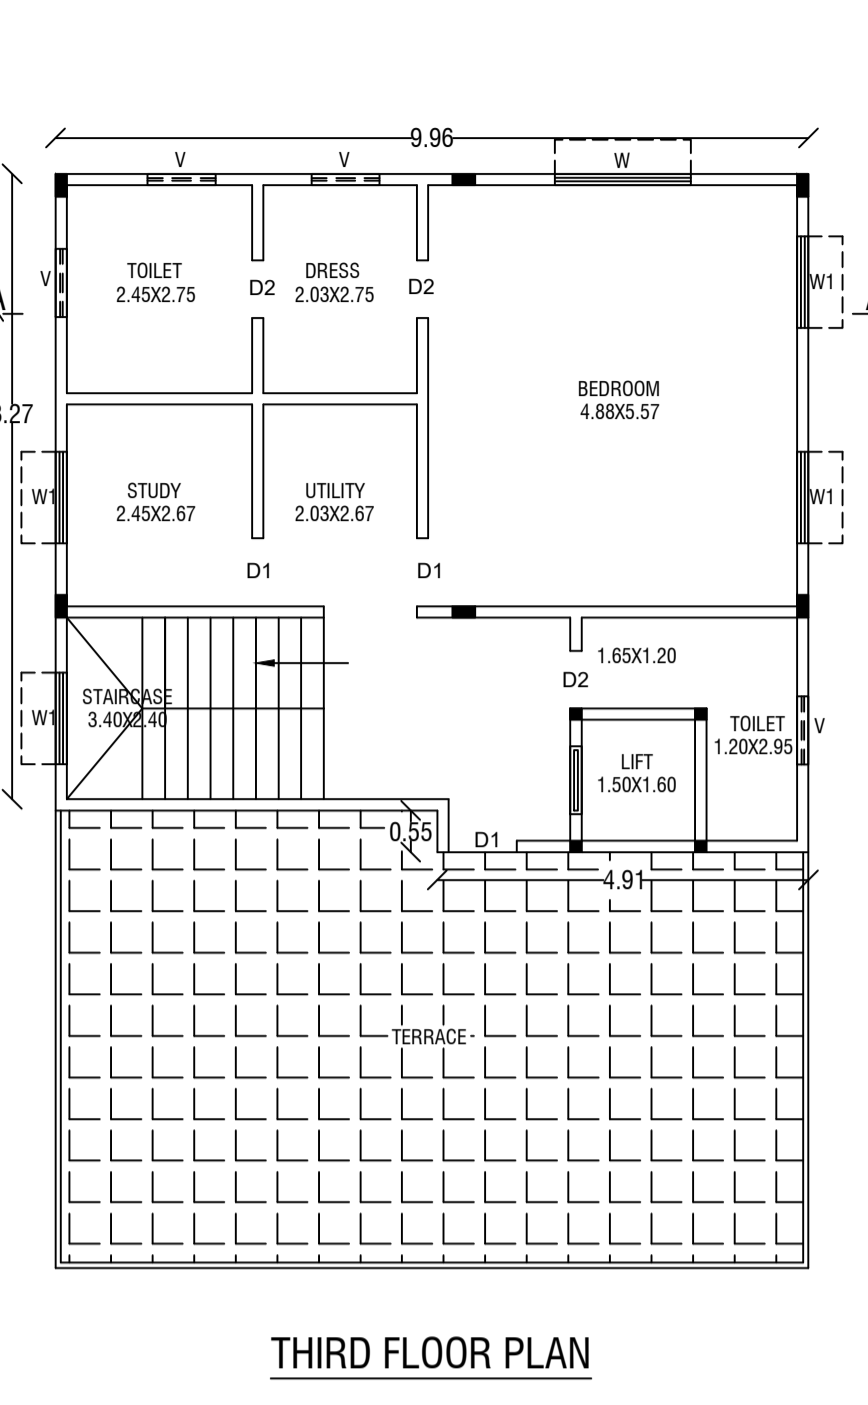 9.96
V
V
W
V
TOILET
2.45X2.75
D2
DRESS
2.03X2.75
D2
W1
BEDROOM
4.88X5.57
.27
W1
STUDY
2.45X2.67
UTILITY
2.03X2.67
W1
D1
D1
1.65X1.20
D2
STAIRCASE
3.40X2.40
W1
TOILET
1.20X2.95
V
LIFT
1.50X1.60
0.55
D1
4.91
TERRACE
THIRD FLOOR PLAN